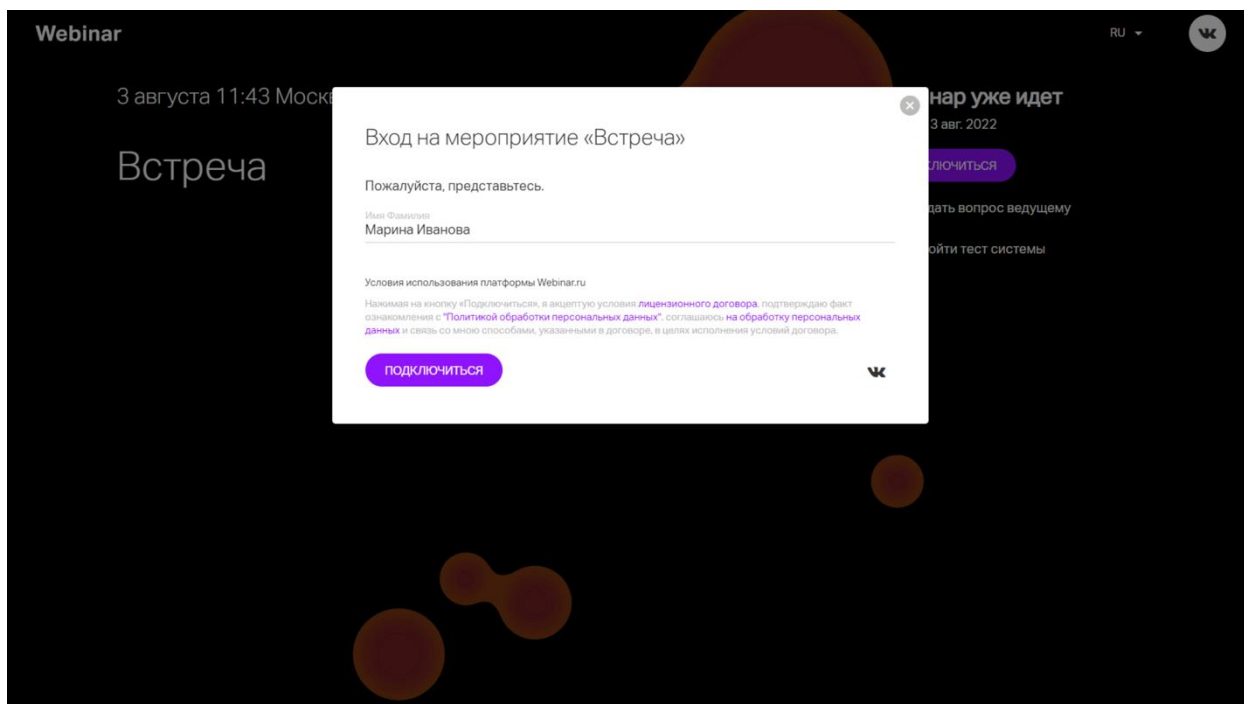 Webinar
RU
3 августа 11:43
нар уже идет
3 авг. 2022
Встреча
Вход на мероприятие «Встреча»
Пожалуйста, представьтесь.
Имя Фамилия
Марина Иванова
ключиться
дать вопрос ведущему
ойти тест системы
Условия использования платформы Webinar.ru
Нажимая на кнопку «Подключиться», я акцептую условия лицензионного договора, подтверждаю факт
ознакомления с "Политикой обработки персональных данных", соглашаюсь на обработку персональных
данных и связь со мною способами, указанными в договоре, в целях исполнения условий договора.
ПОДКЛЮЧИТЬСЯ